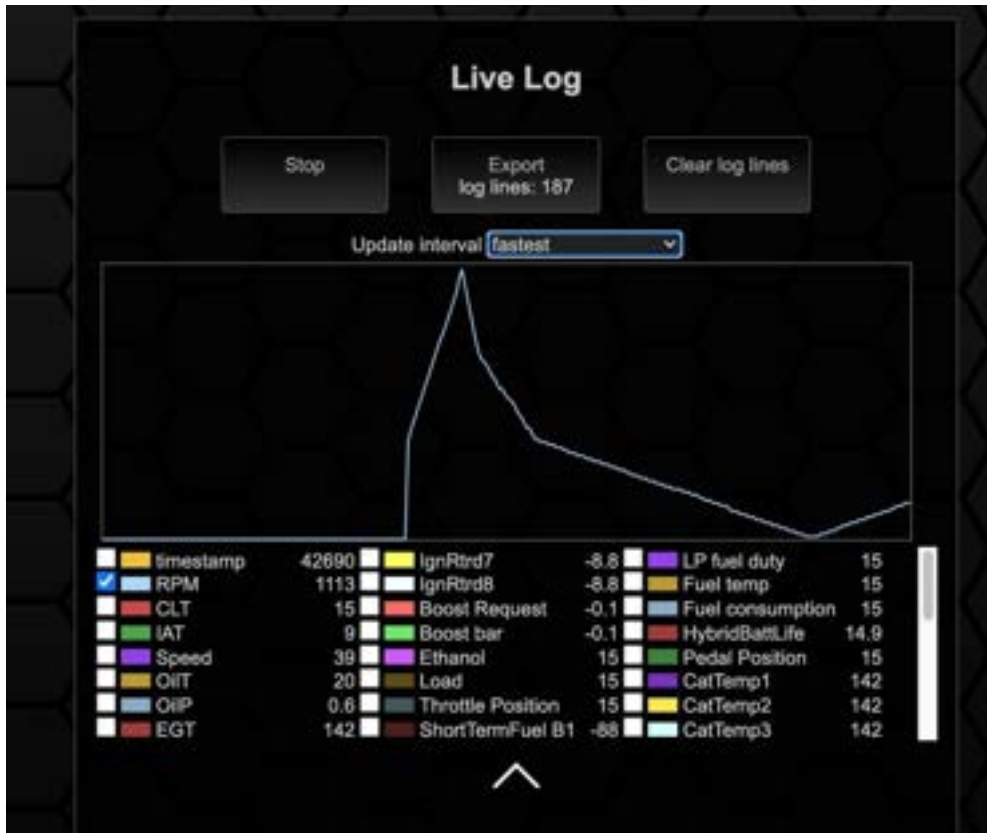 Live Log
Stop
Export
log lines: 187
Clear log lines
Update interval fastest
timestamp 42690 IgnRtrd7 -8.8 LP fuel duty 15
RPM 1113 IgnRtrd8 -8.8 Fuel temp 15
CLT 15 Boost Request -0.1 Fuel consumption 15
IAT 9 Boost bar -0.1 HybridBattLife 14.9
Speed 39 Ethanol 15 Pedal Position 15
OilT 20 Load 15 CatTemp1 142
OilP 0.6 Throttle Position 15 CatTemp2 142
EGT 142 ShortTermFuel B1 -88 CatTemp3 142